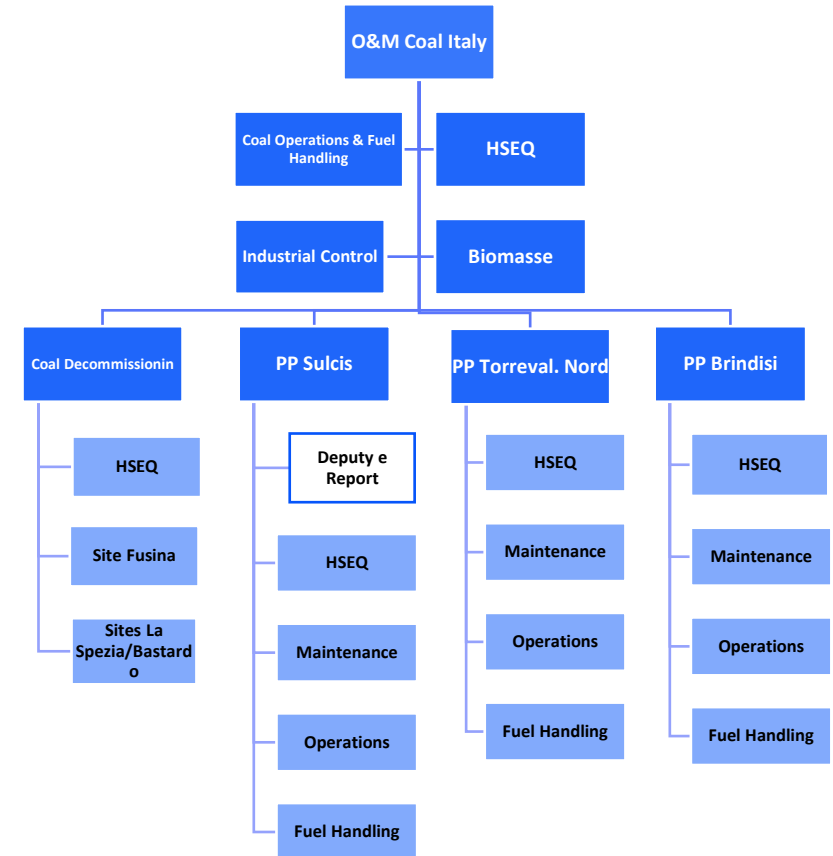 O&M Coal Italy
Coal Operations & Fuel
Handling
HSEQ
Industrial Control
Biomasse
Coal Decommissionin
PP Sulcis
PP Torreval. Nord
PP Brindisi
HSEQ
Site Fusina
Sites La
Spezia/Bastard
o
Deputy e
Report
HSEQ
Maintenance
Operations
Fuel Handling
HSEQ
Maintenance
Operations
Fuel Handling
HSEQ
Maintenance
Operations
Fuel Handling